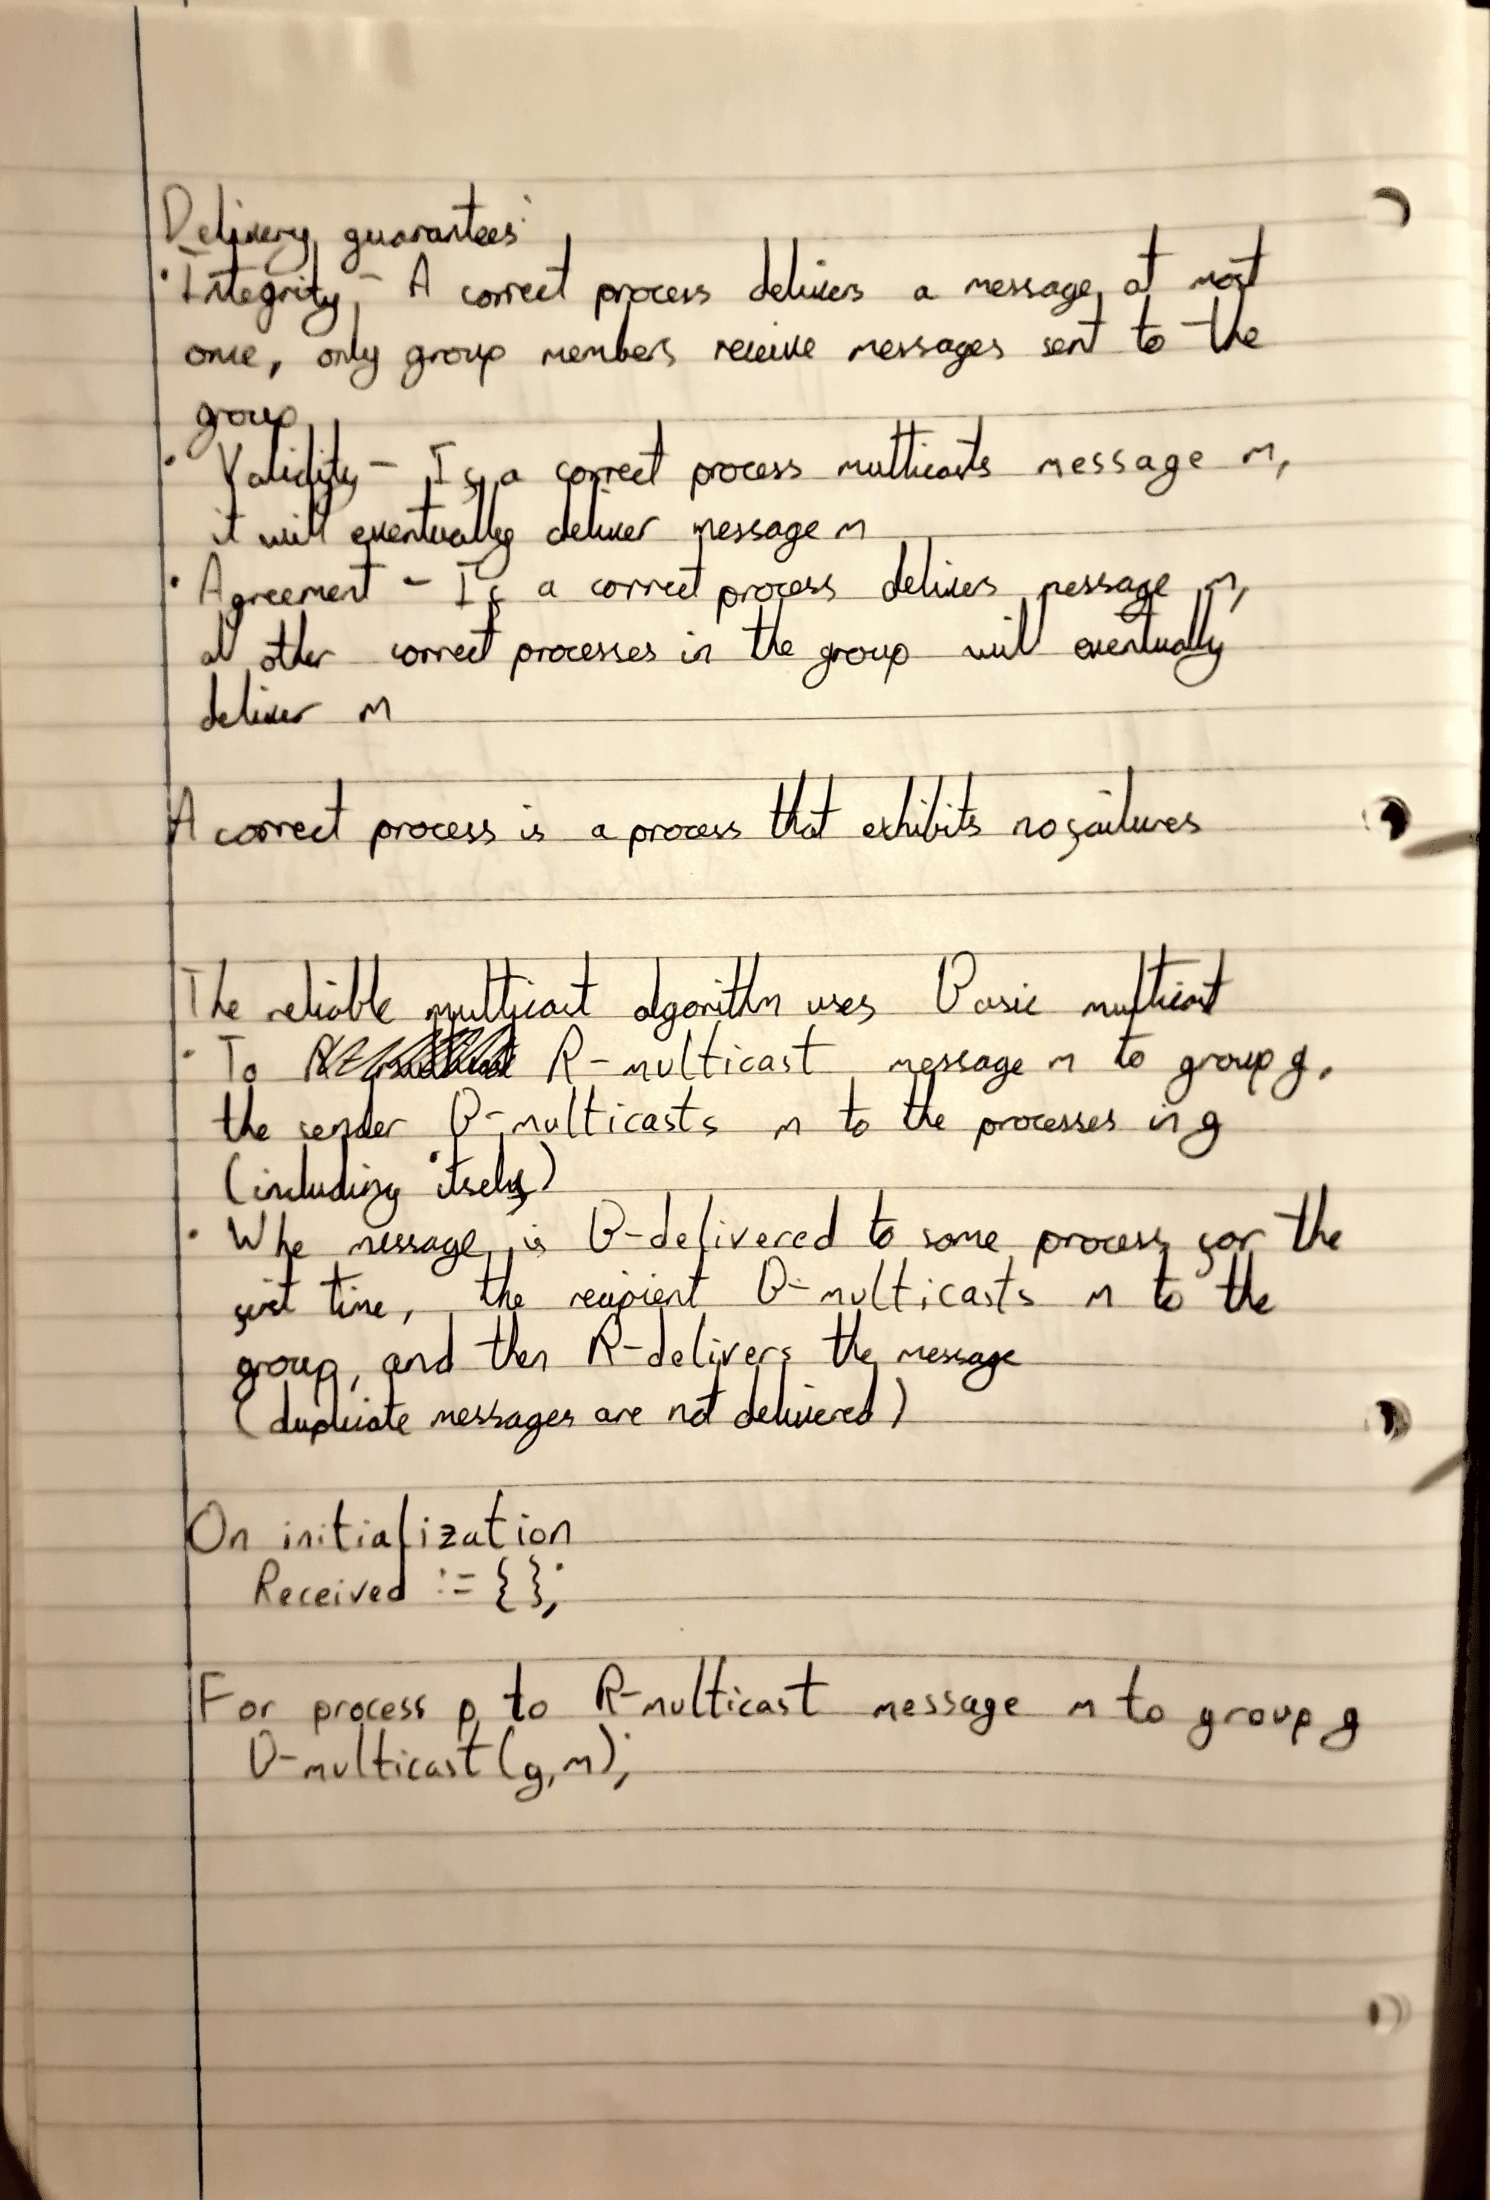 Delivery guarantees:
· Integrity - A correct process delivers a message at most
once, only group members receive messages sent to the
group
· Validity - If a correct process multicasts message m,
it will eventually deliver message m
· Agreement - If a correct process delivers message m,
all other correct processes in the group will eventually
deliver m
A correct process is a process that exhibits no failures
The reliable multicast algorithm uses Basic multicast
· To R-multicast message m to group g,
the sender B-multicasts m to the processes in g
(including itself)
· Whe message is B-delivered to some process for the
first time, the recipient B-multicasts m to the
group, and then R-delivers the message
(duplicate messages are not delivered)
On initialization
Received := {};
For process p to R-multicast message m to group g
B-multicast(g,m);